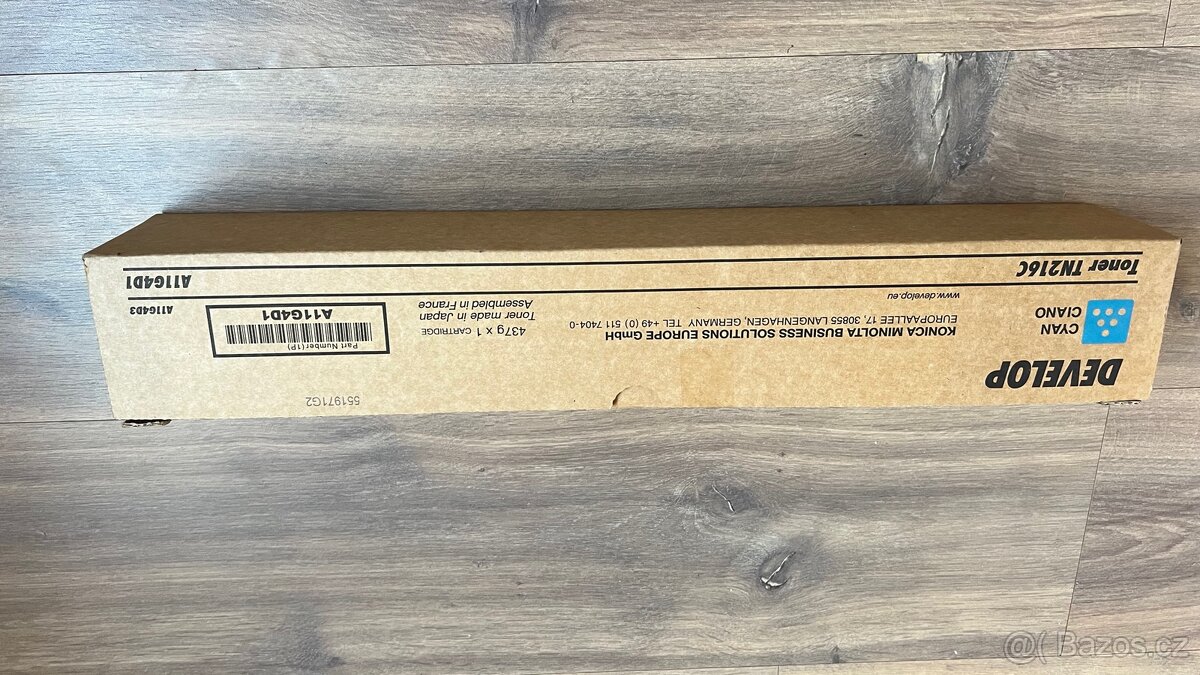 551971G2
DEVELOP
CYAN
CIANO
KONICA MINOLTA BUSINESS SOLUTIONS EUROPE GmbH
EUROPAALLEE 17, 30855 LANGENHAGEN, GERMANY TEL +49 (0) 511 7404-0
www.develop.eu
437g 1 x CARTRIDGE
Toner made in Japan
Assembled in France
Part Number(1P)
A11G4D1
A11G4D3
Toner TN216C
A11G4D1
@( Bazos.cz